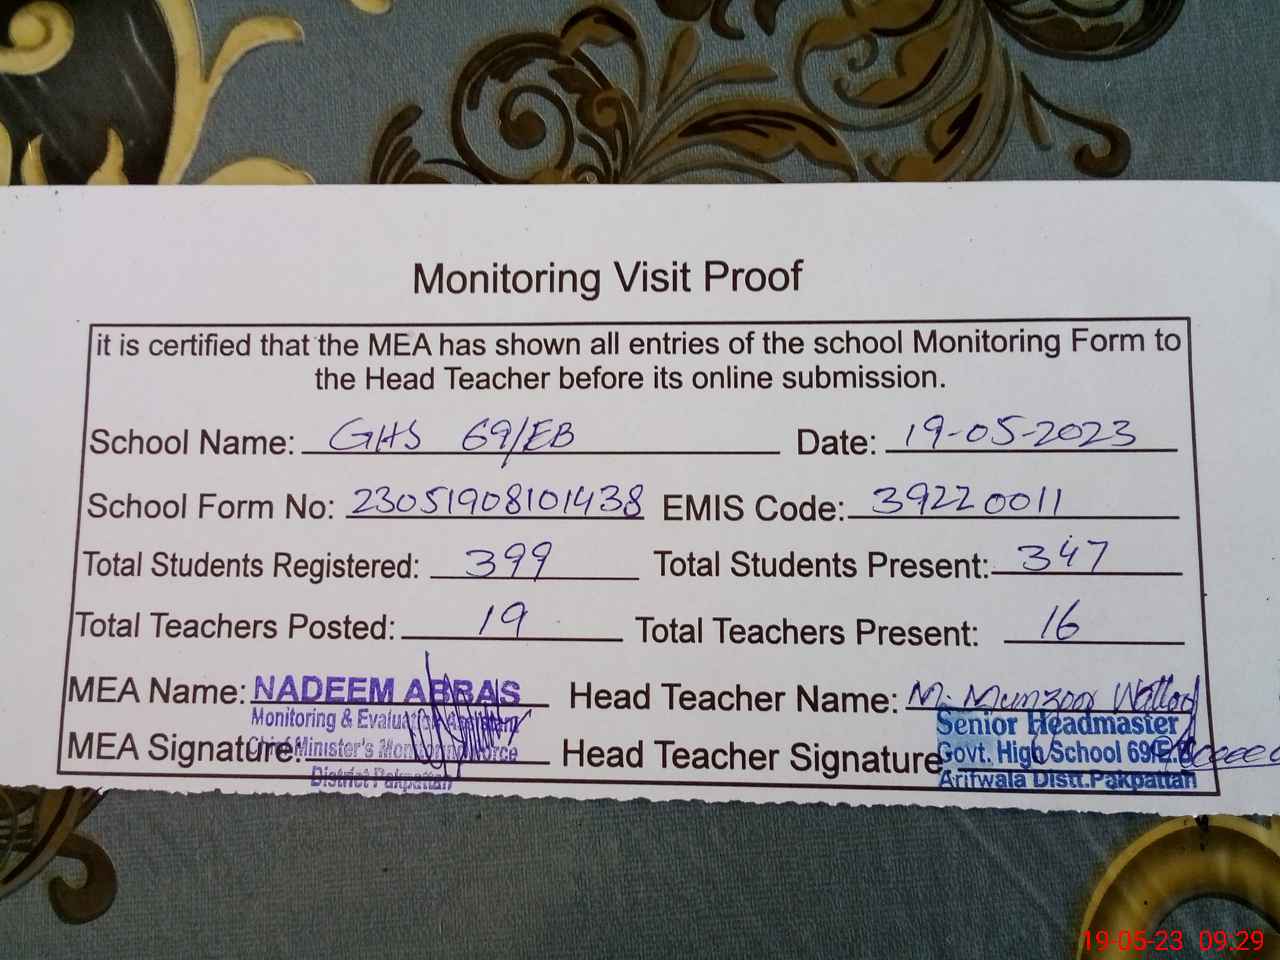 Monitoring Visit Proof
it is certified that the MEA has shown all entries of the school Monitoring Form to
the Head Teacher before its online submission.
School Name: GHS 69/EB Date: 19-05-2023
School Form No: 23051908101438 EMIS Code: 39220011
Total Students Registered: 399 Total Students Present: 347
Total Teachers Posted: 19 Total Teachers Present: 16
MEA Name: NADEEM ABBAS Head Teacher Name: M.
Monitoring & Evaluation Assistant Senior Headmaster
MEA Signature: Chief Minister's Monitoring Force Head Teacher Signature Govt. High School 69/E.B
District Pakpattan Arifwala Distt.Pakpattan
19-05-23 09:29